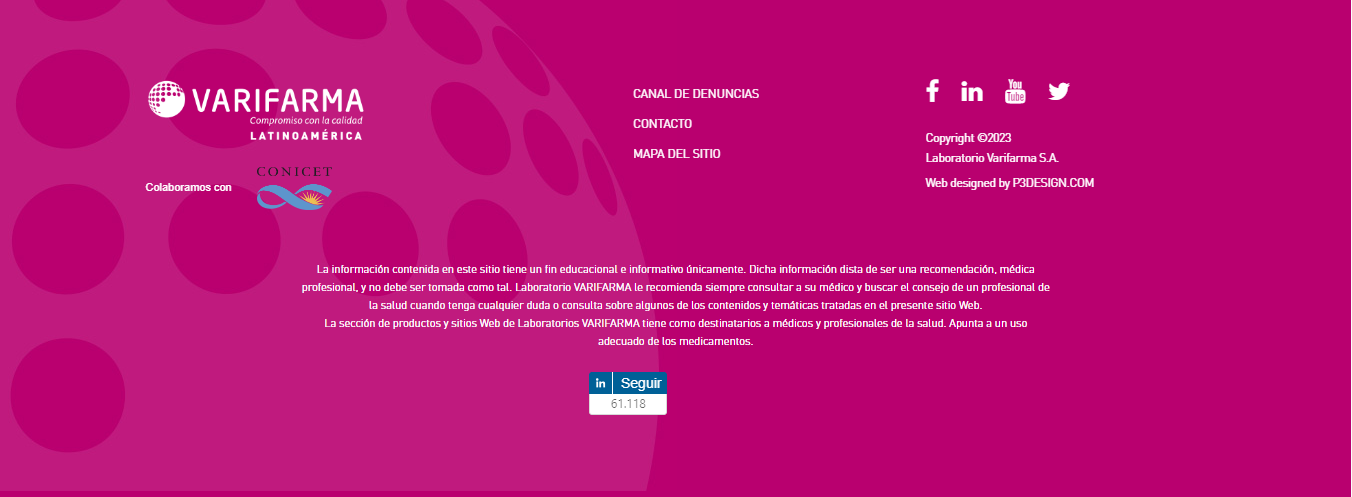 VARIFARMA
Compromiso con la calidad
LATINOAMÉRICA
Colaboramos con
CONICET
CANAL DE DENUNCIAS
CONTACTO
MAPA DEL SITIO
You
Tube
Copyright ©2023
Laboratorio Varifarma S.A.
Web designed by P3DESIGN.COM
La información contenida en este sitio tiene un fin educacional e informativo únicamente. Dicha información dista de ser una recomendación, médica
profesional, y no debe ser tomada como tal. Laboratorio VARIFARMA le recomienda siempre consultar a su médico y buscar el consejo de un profesional de
la salud cuando tenga cualquier duda o consulta sobre algunos de los contenidos y temáticas tratadas en el presente sitio Web.
La sección de productos y sitios Web de Laboratorios VARIFARMA tiene como destinatarios a médicos y profesionales de la salud. Apunta a un uso
adecuado de los medicamentos.
in Seguir
61.118